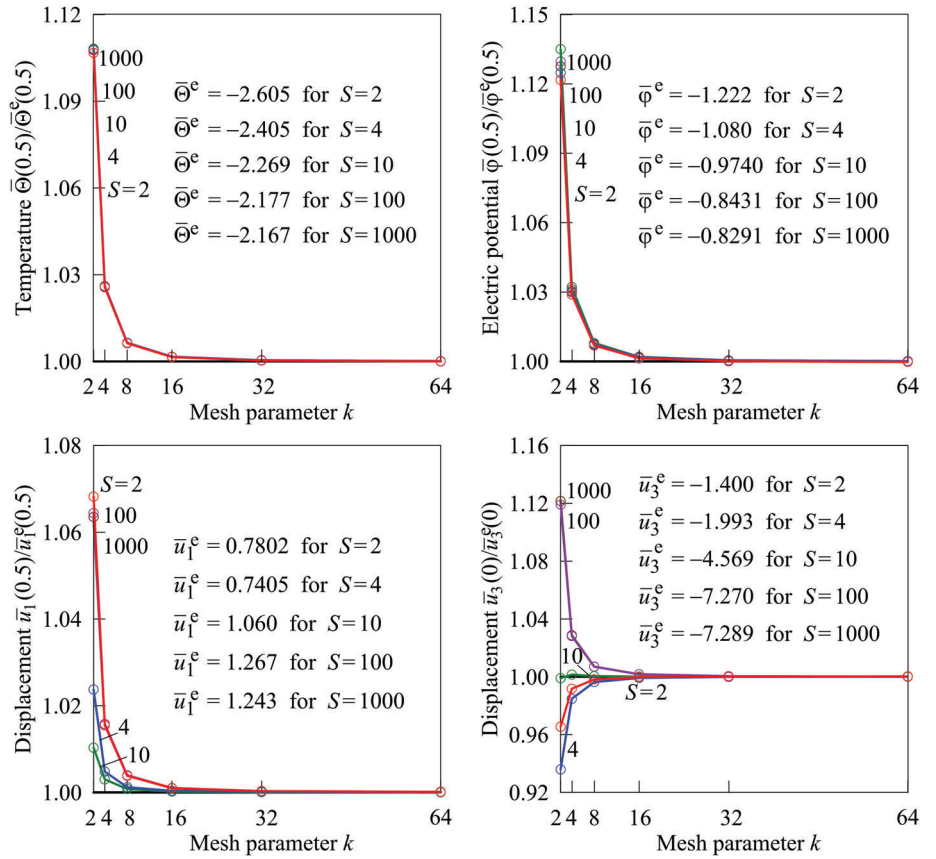 Temperature Θ̄(0.5)/Θ̄ᵉ(0.5)
1.12
1.09
1.06
1.03
1.00
1000
100
10
4
S=2
Θ̄ᵉ = –2.605 for S=2
Θ̄ᵉ = –2.405 for S=4
Θ̄ᵉ = –2.269 for S=10
Θ̄ᵉ = –2.177 for S=100
Θ̄ᵉ = –2.167 for S=1000
2 4 8 16 32 64
Mesh parameter k
Electric potential φ̄(0.5)/φ̄ᵉ(0.5)
1.15
1.12
1.09
1.06
1.03
1.00
1000
100
10
4
S=2
φ̄ᵉ = –1.222 for S=2
φ̄ᵉ = –1.080 for S=4
φ̄ᵉ = –0.9740 for S=10
φ̄ᵉ = –0.8431 for S=100
φ̄ᵉ = –0.8291 for S=1000
2 4 8 16 32 64
Mesh parameter k
Displacement ū₁(0.5)/ū₁ᵉ(0.5)
1.08
1.06
1.04
1.02
1.00
S=2
100
1000
4
10
ū₁ᵉ = 0.7802 for S=2
ū₁ᵉ = 0.7405 for S=4
ū₁ᵉ = 1.060 for S=10
ū₁ᵉ = 1.267 for S=100
ū₁ᵉ = 1.243 for S=1000
2 4 8 16 32 64
Mesh parameter k
Displacement ū₃(0)/ū₃ᵉ(0)
1.16
1.12
1.08
1.04
1.00
0.96
0.92
1000
100
10
S=2
4
ū₃ᵉ = –1.400 for S=2
ū₃ᵉ = –1.993 for S=4
ū₃ᵉ = –4.569 for S=10
ū₃ᵉ = –7.270 for S=100
ū₃ᵉ = –7.289 for S=1000
2 4 8 16 32 64
Mesh parameter k